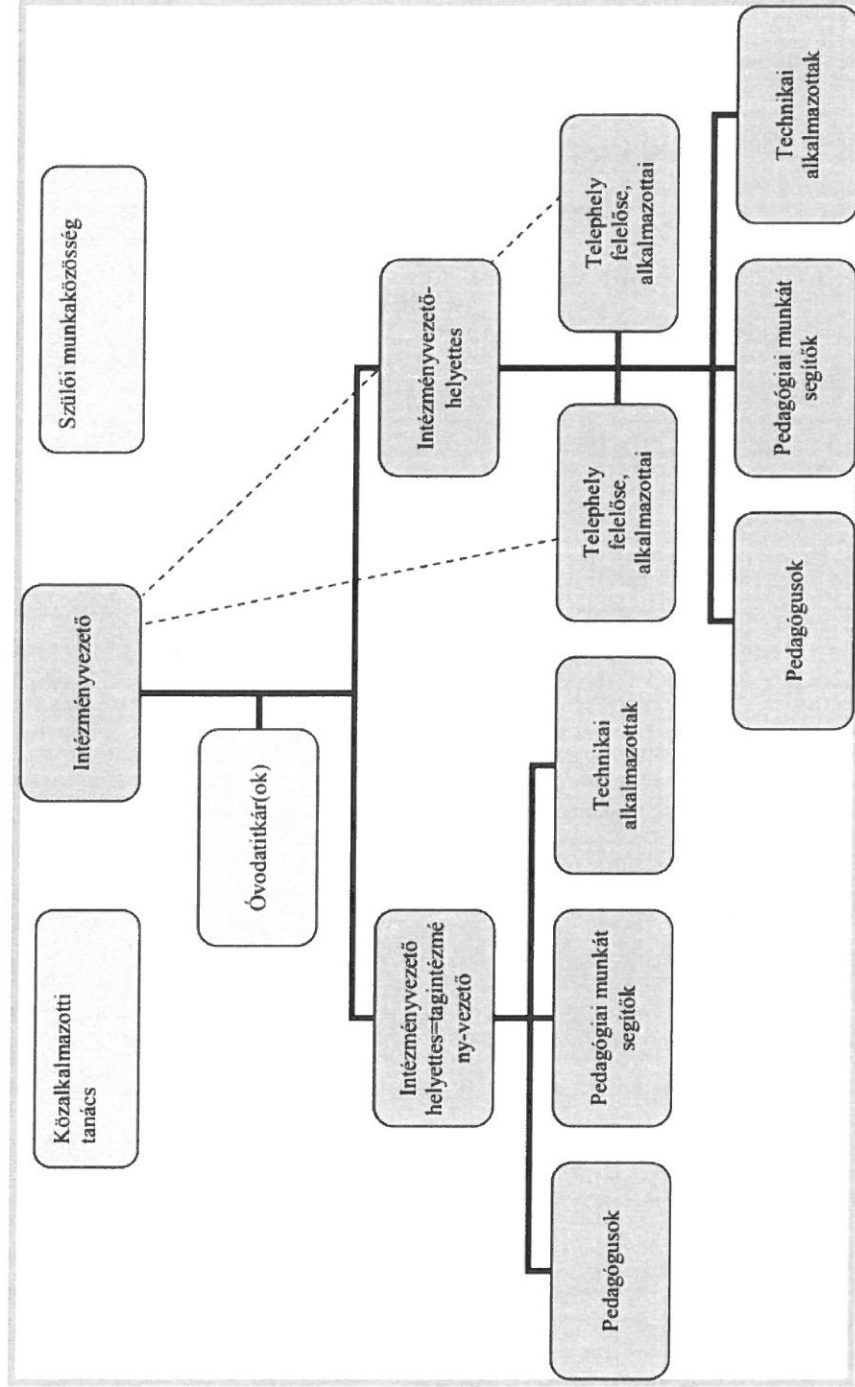 Közalkalmazotti
tanács
Intézményvezető
Szülői munkaközösség
Óvodatitkár(ok)
Intézményvezető
helyettes=tagintézmé
ny-vezető
Intézményvezető-
helyettes
Pedagógusok
Pedagógiai munkát
segítők
Technikai
alkalmazottak
Telephely
felelőse,
alkalmazottai
Telephely
felelőse,
alkalmazottai
Pedagógusok
Pedagógiai munkát
segítők
Technikai
alkalmazottak